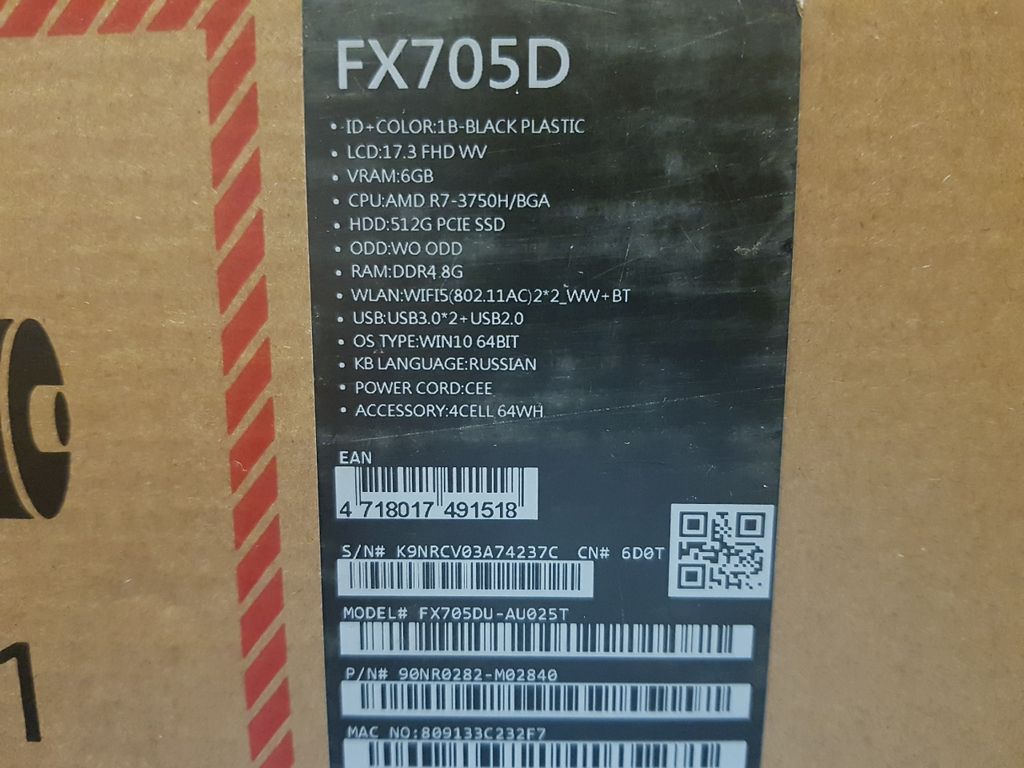 FX705D
• ID+COLOR:1B-BLACK PLASTIC
• LCD:17.3 FHD WV
• VRAM:6GB
• CPU:AMD R7-3750H/BGA
• HDD:512G PCIE SSD
• ODD:WO ODD
• RAM:DDR4 8G
• WLAN:WIFI5(802.11AC)2*2_WW+BT
• USB:USB3.0*2+USB2.0
• OS TYPE:WIN10 64BIT
• KB LANGUAGE:RUSSIAN
• POWER CORD:CEE
• ACCESSORY:4CELL 64WH
EAN
4 718017 491518
S/N# K9NRCV03A74237C CN# 6D0T
MODEL# FX705DU-AU025T
P/N# 90NR0282-M02840
MAC NO:809133C232F7
1